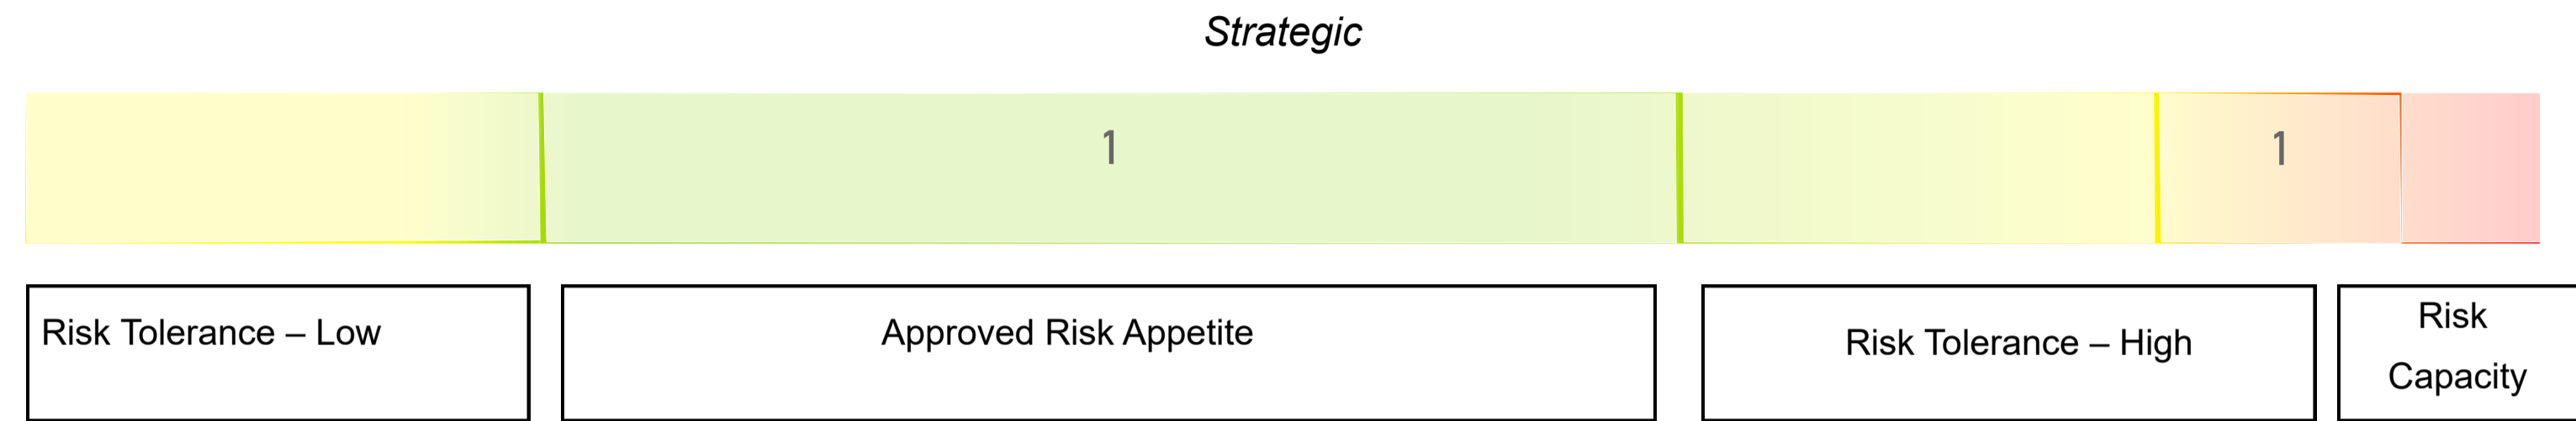 Strategic
1 1
Risk Tolerance – Low
Approved Risk Appetite
Risk Tolerance – High
Risk
Capacity